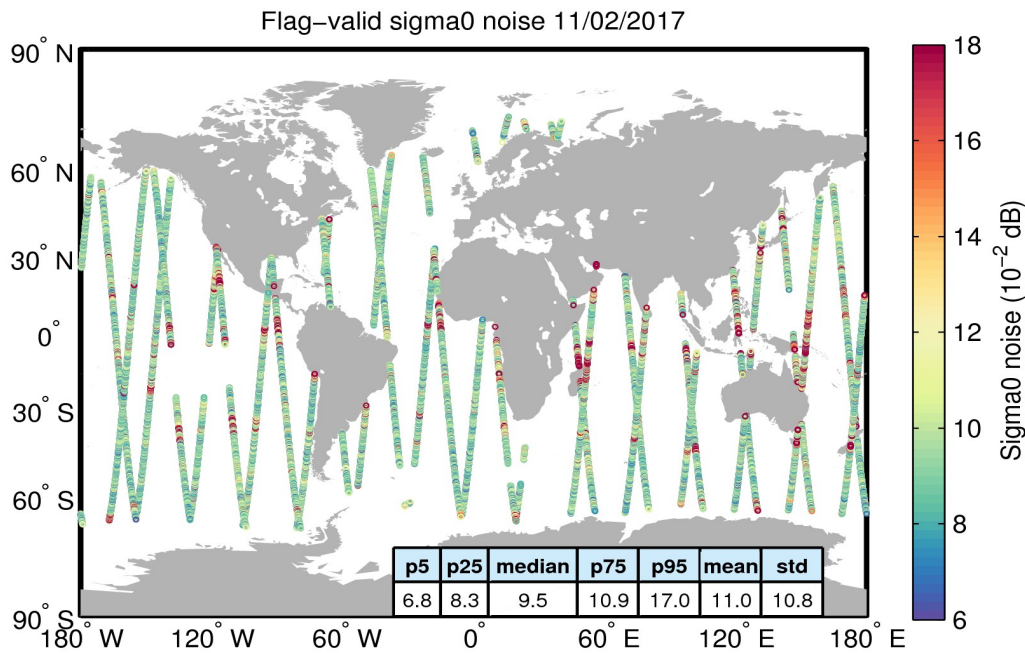 Flag−valid sigma0 noise 11/02/2017
90° N
60° N
30° N
0°
30° S
60° S
90° S
180° W
120° W
60° W
0°
60° E
120° E
180° E
p5 p25 median p75 p95 mean std
6.8 8.3 9.5 10.9 17.0 11.0 10.8
18
16
14
12
10
8
6
Sigma0 noise (10⁻² dB)